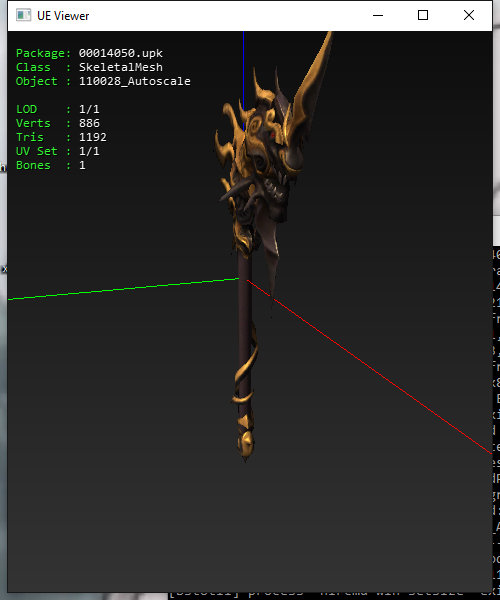 UE Viewer
Package: 00014050.upk
Class  : SkeletalMesh
Object : 110028_Autoscale
LOD    : 1/1
Verts  : 886
Tris   : 1192
UV Set : 1/1
Bones  : 1